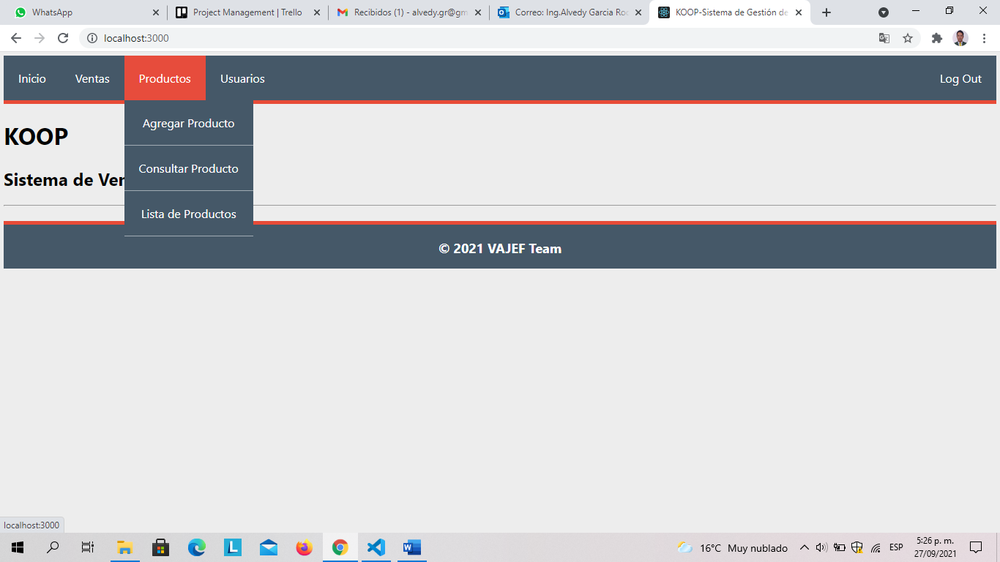 WhatsApp
Project Management | Trello
Recibidos (1) - alvedy.gr@gm
Correo: Ing.Alvedy Garcia Roc
KOOP-Sistema de Gestión de
localhost:3000
Inicio
Ventas
Productos
Usuarios
Log Out
Agregar Producto
KOOP
Consultar Producto
Sistema de Ver
Lista de Productos
© 2021 VAJEF Team
localhost:3000
16°C Muy nublado
ESP
5:26 p. m.
27/09/2021